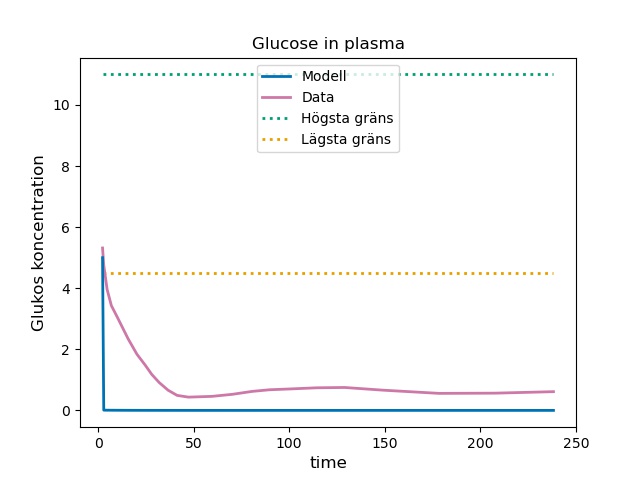 Glucose in plasma
Modell
Data
Högsta gräns
Lägsta gräns
Glukos koncentration
10
8
6
4
2
0
0
50
100
150
200
250
time